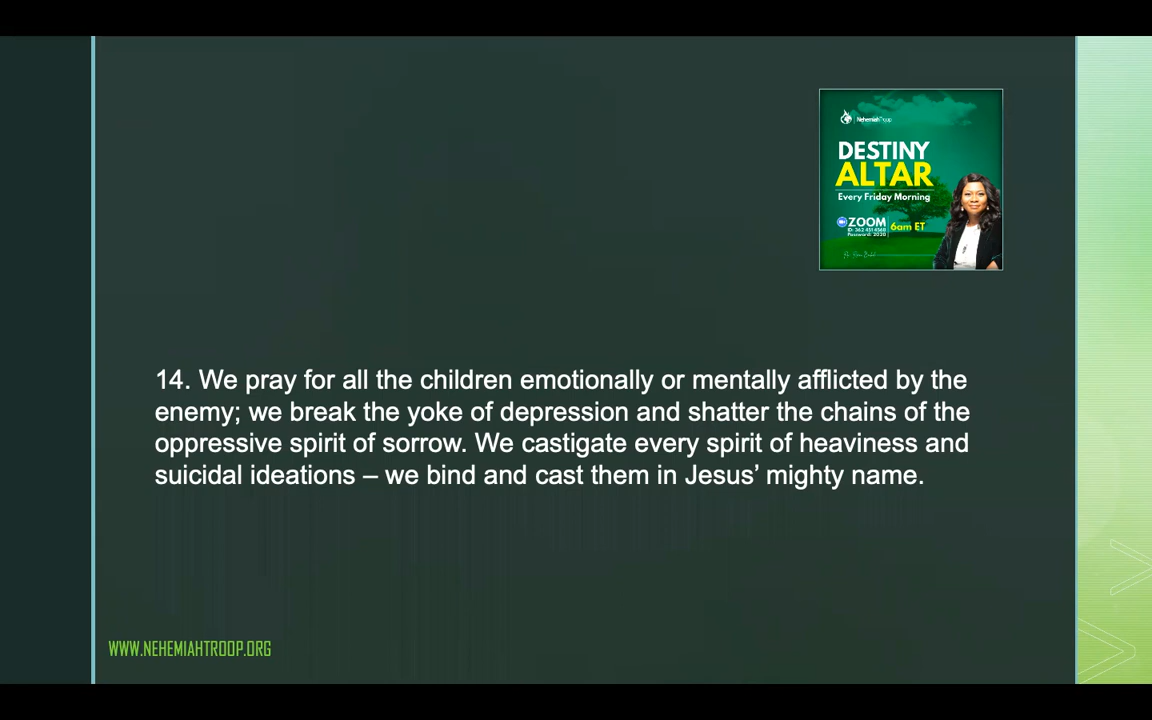 NehemiahTroop
DESTINY
ALTAR
Every Friday Morning
ZOOM
6am ET
Password: 2020
14. We pray for all the children emotionally or mentally afflicted by the
enemy; we break the yoke of depression and shatter the chains of the
oppressive spirit of sorrow. We castigate every spirit of heaviness and
suicidal ideations – we bind and cast them in Jesus’ mighty name.
WWW.NEHEMIAHTROOP.ORG